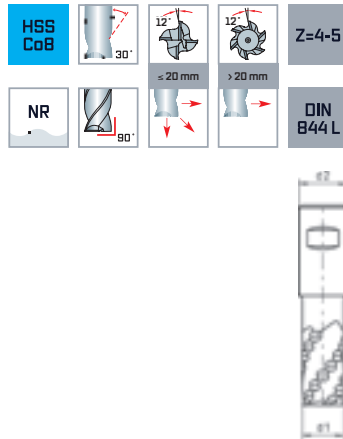 HSS
Co8
30°
12°
≤ 20 mm
12°
> 20 mm
Z=4-5
NR
90°
DIN
844 L
d2
d1